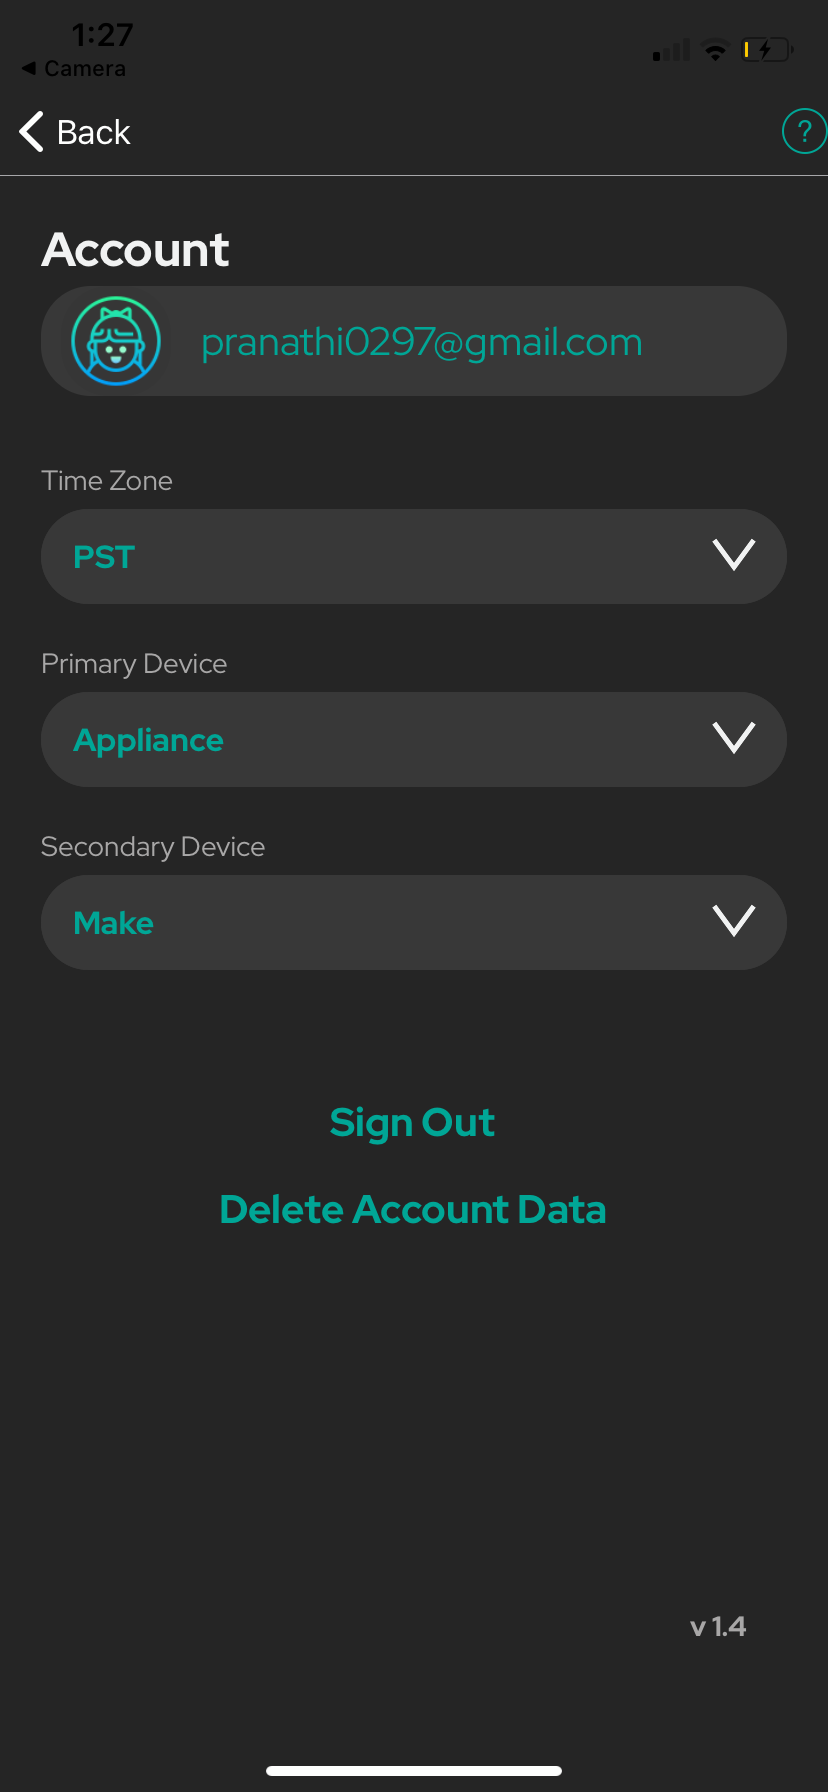 1:27
◀ Camera
Back
?
Account
pranathi0297@gmail.com
Time Zone
PST
Primary Device
Appliance
Secondary Device
Make
Sign Out
Delete Account Data
v 1.4